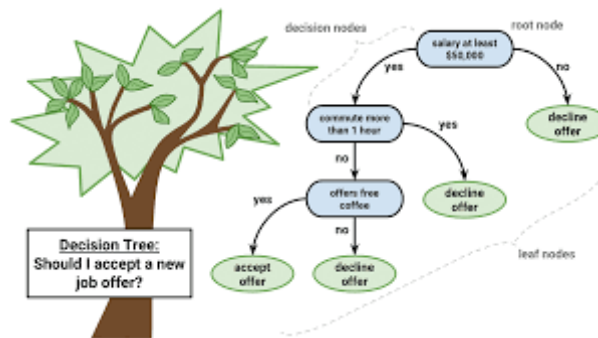 decision nodes
root node
salary at least
$50,000
yes
no
commute more
than 1 hour
decline
offer
yes
no
offers free
coffee
decline
offer
yes
no
Decision Tree:
Should I accept a new
job offer?
accept
offer
decline
offer
leaf nodes